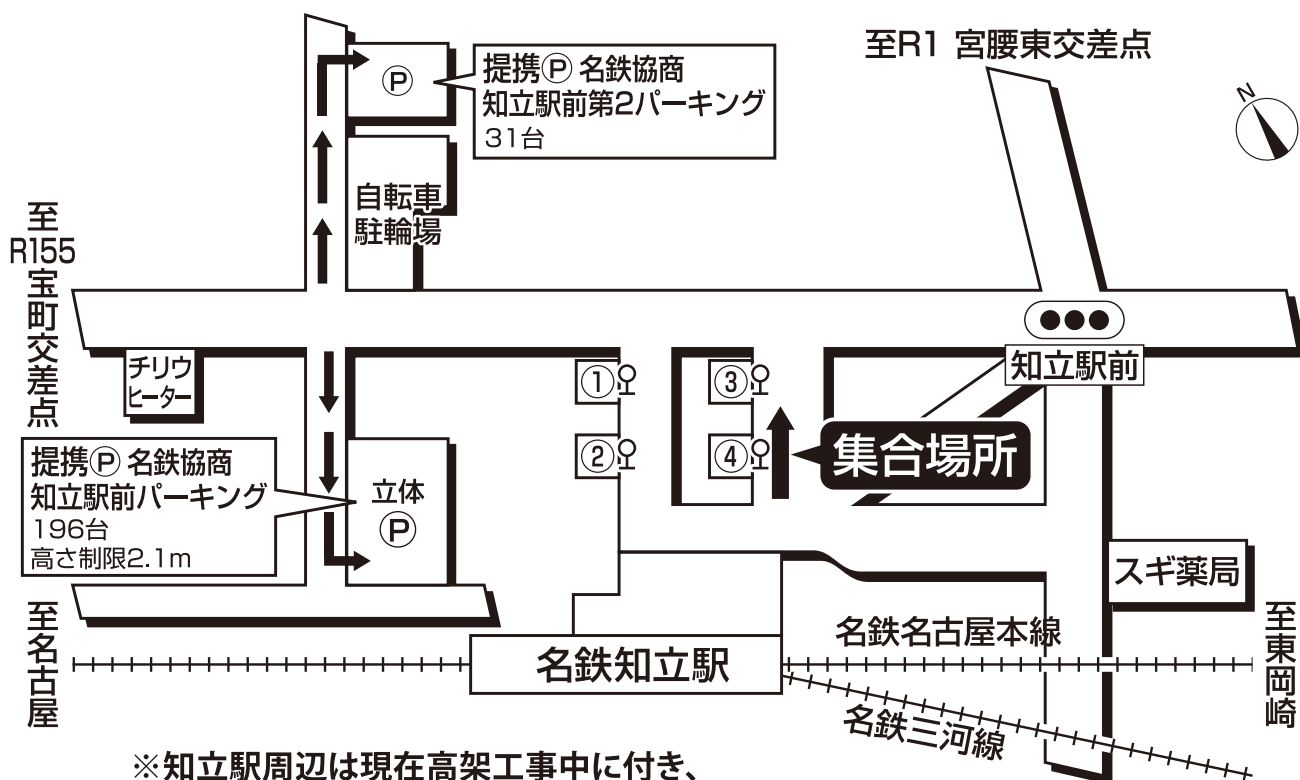 至R1 宮腰東交差点
N
提携Ⓟ 名鉄協商
知立駅前第2パーキング
31台
Ⓟ
自転車
駐輪場
至R155宝町交差点
チリウ
ヒーター
①
②
③
④
知立駅前
集合場所
提携Ⓟ 名鉄協商
知立駅前パーキング
196台
高さ制限2.1m
立体
Ⓟ
スギ薬局
至名古屋
名鉄知立駅
名鉄名古屋本線
名鉄三河線
至東岡崎
※知立駅周辺は現在高架工事中に付き、